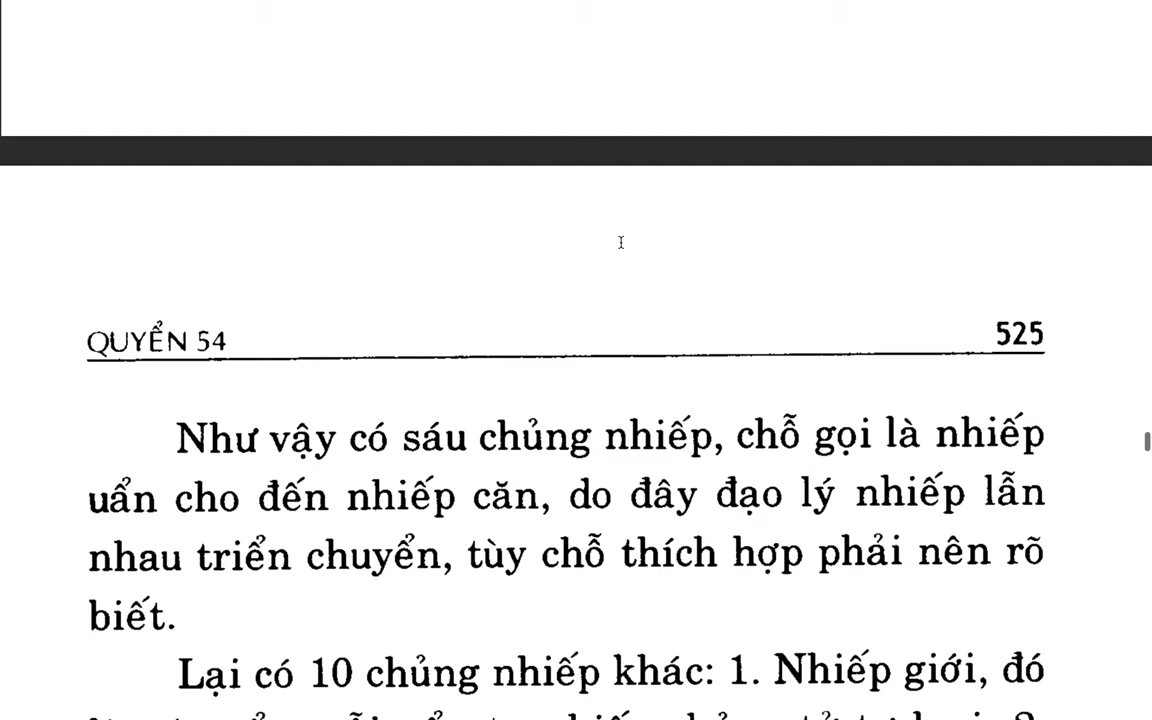 QUYỂN 54 525
Như vậy có sáu chủng nhiếp, chỗ gọi là nhiếp
uẩn cho đến nhiếp căn, do đây đạo lý nhiếp lẫn
nhau triển chuyển, tùy chỗ thích hợp phải nên rõ
biết.
Lại có 10 chủng nhiếp khác: 1. Nhiếp giới, đó